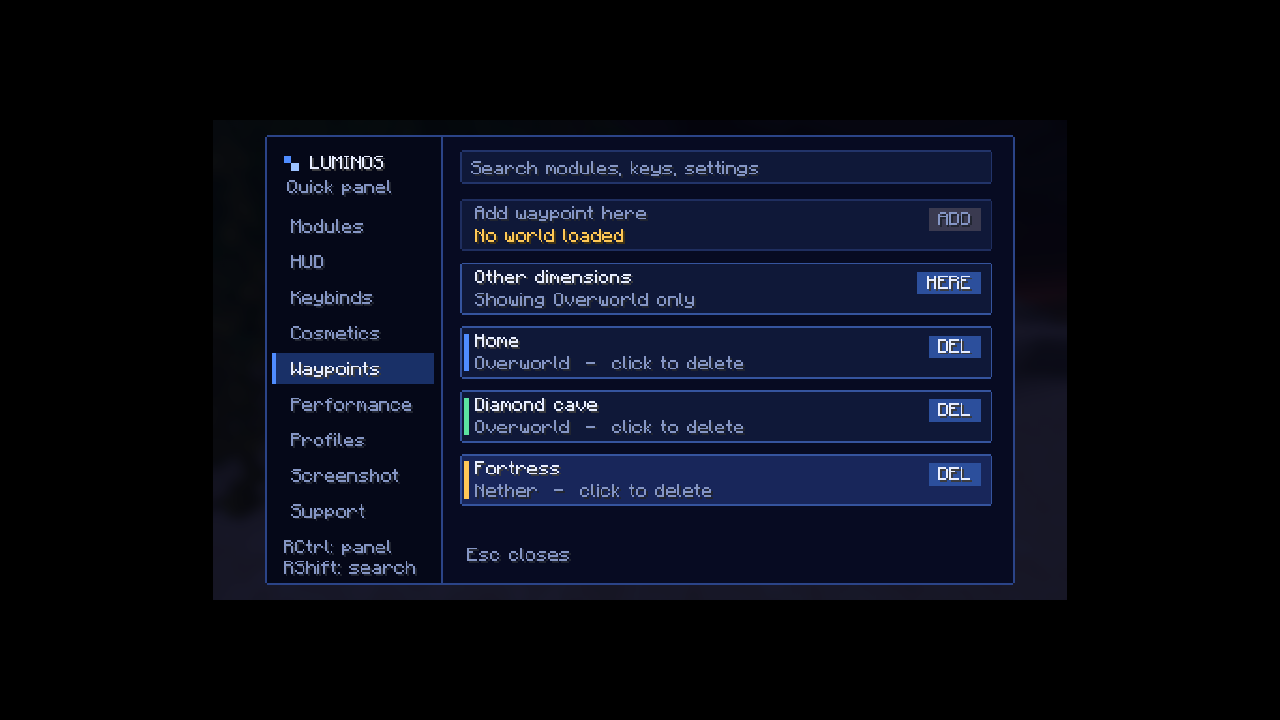 LUMINOS
Quick panel
Modules
HUD
Keybinds
Cosmetics
Waypoints
Performance
Profiles
Screenshot
Support
RCtrl: panel
RShift: search
Search modules, keys, settings
Add waypoint here
ADD
No world loaded
Other dimensions
HERE
Showing Overworld only
Home
DEL
Overworld - click to delete
Diamond cave
DEL
Overworld - click to delete
Fortress
DEL
Nether - click to delete
Esc closes